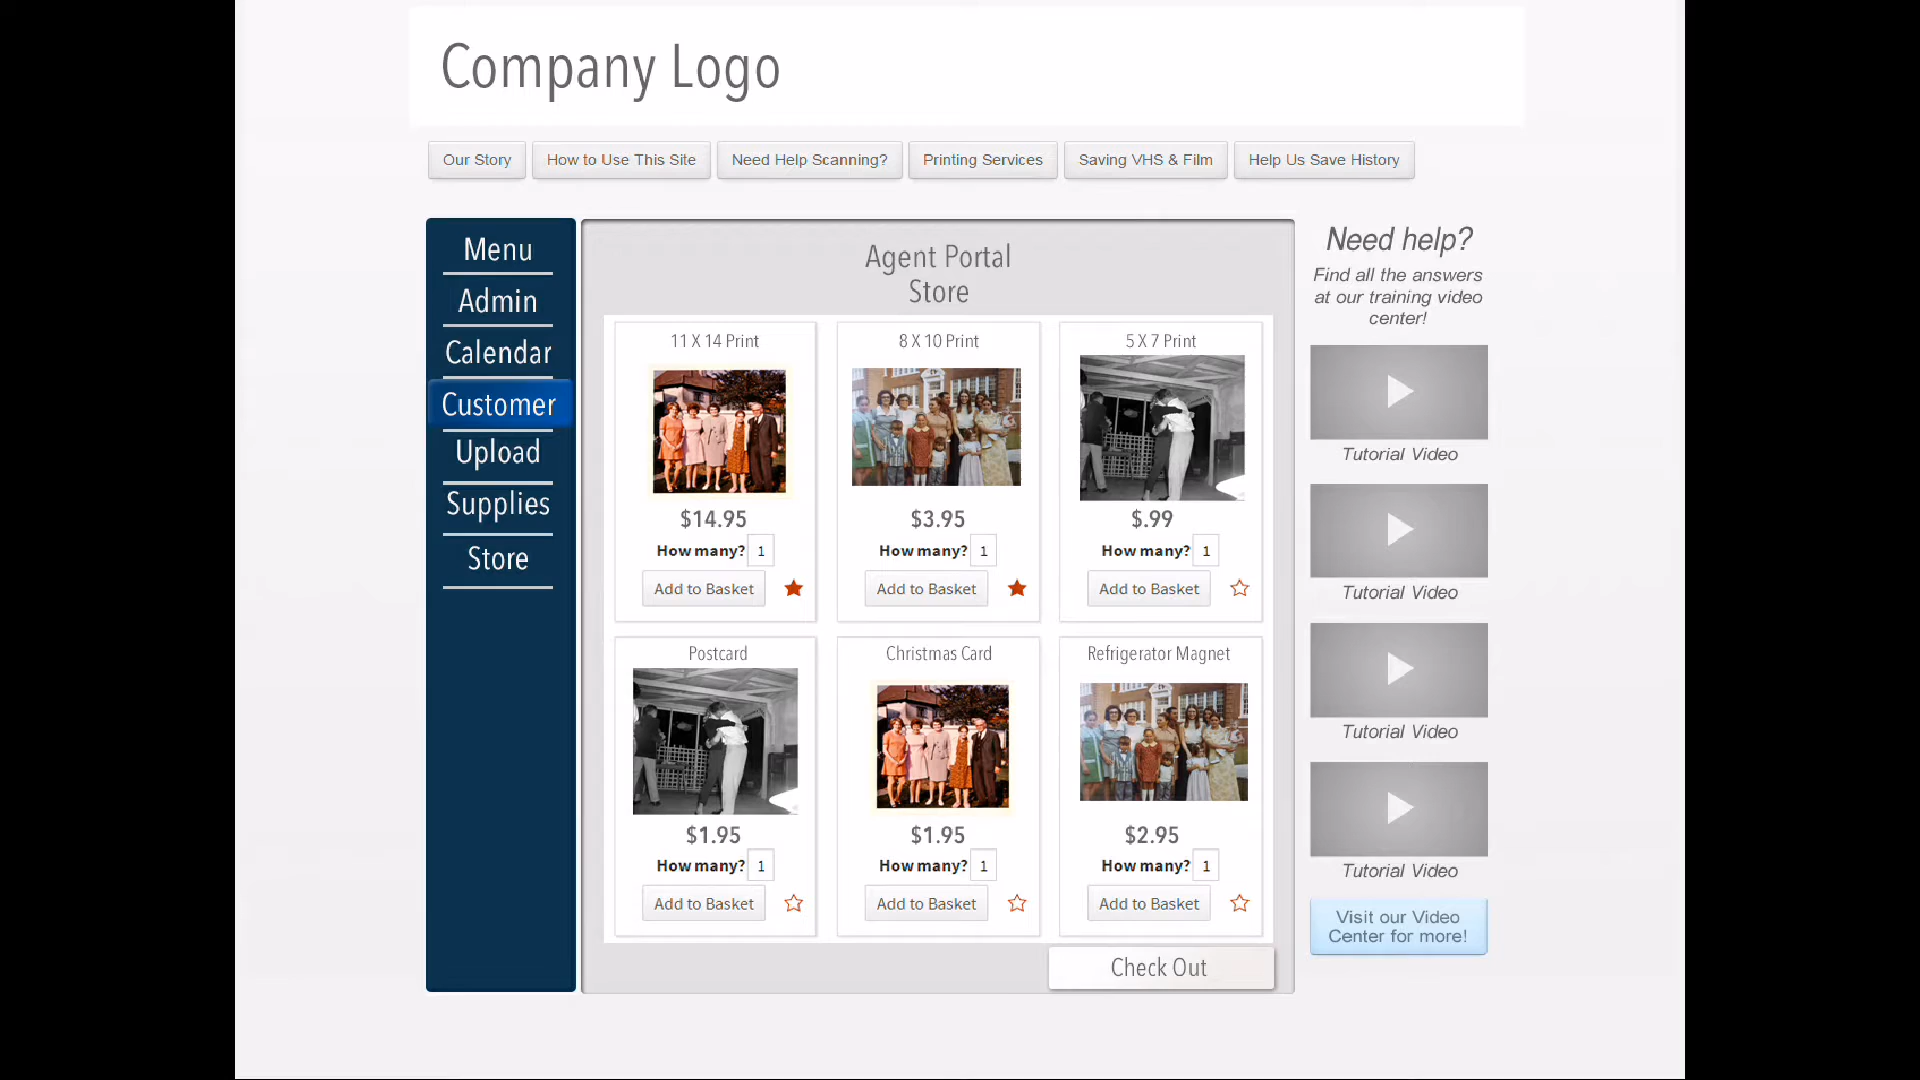 Company Logo
Our Story
How to Use This Site
Need Help Scanning?
Printing Services
Saving VHS & Film
Help Us Save History
Menu
Admin
Calendar
Customer
Upload
Supplies
Store
Agent Portal
Store
11 X 14 Print
$14.95
How many? 1
Add to Basket
8 X 10 Print
$3.95
How many? 1
Add to Basket
5 X 7 Print
$.99
How many? 1
Add to Basket
Postcard
$1.95
How many? 1
Add to Basket
Christmas Card
$1.95
How many? 1
Add to Basket
Refrigerator Magnet
$2.95
How many? 1
Add to Basket
Check Out
Need help?
Find all the answers
at our training video
center!
Tutorial Video
Tutorial Video
Tutorial Video
Tutorial Video
Visit our Video
Center for more!